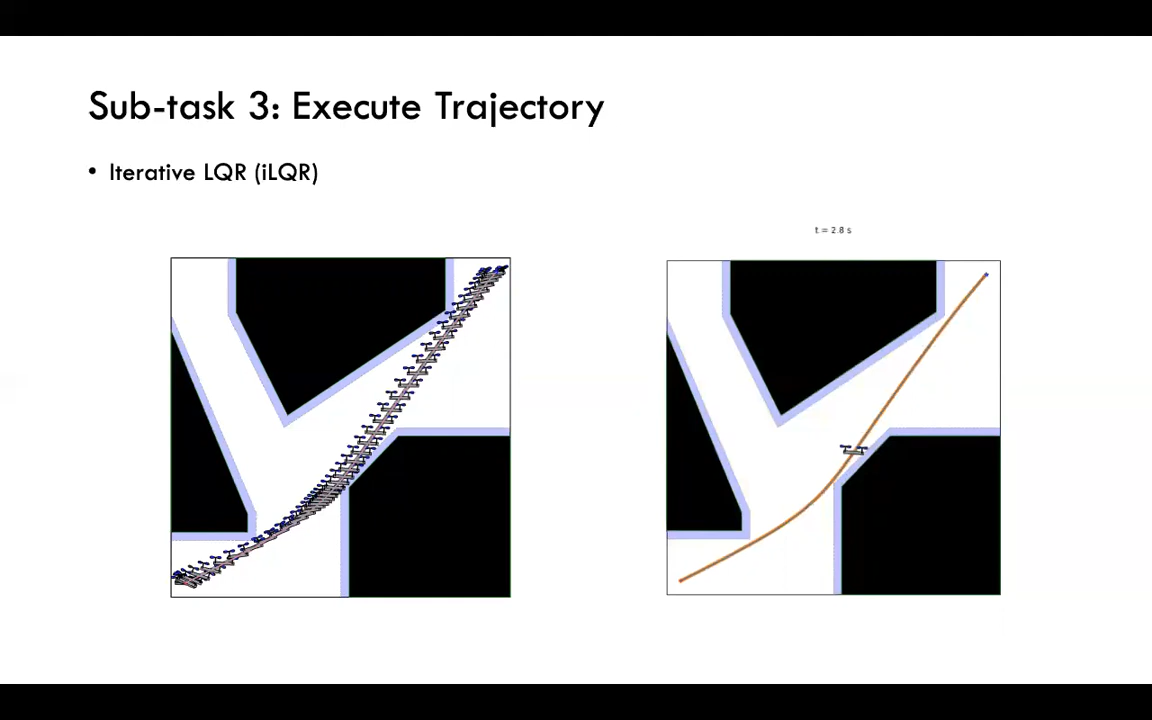 Sub-task 3: Execute Trajectory
• Iterative LQR (iLQR)
t = 2.8 s